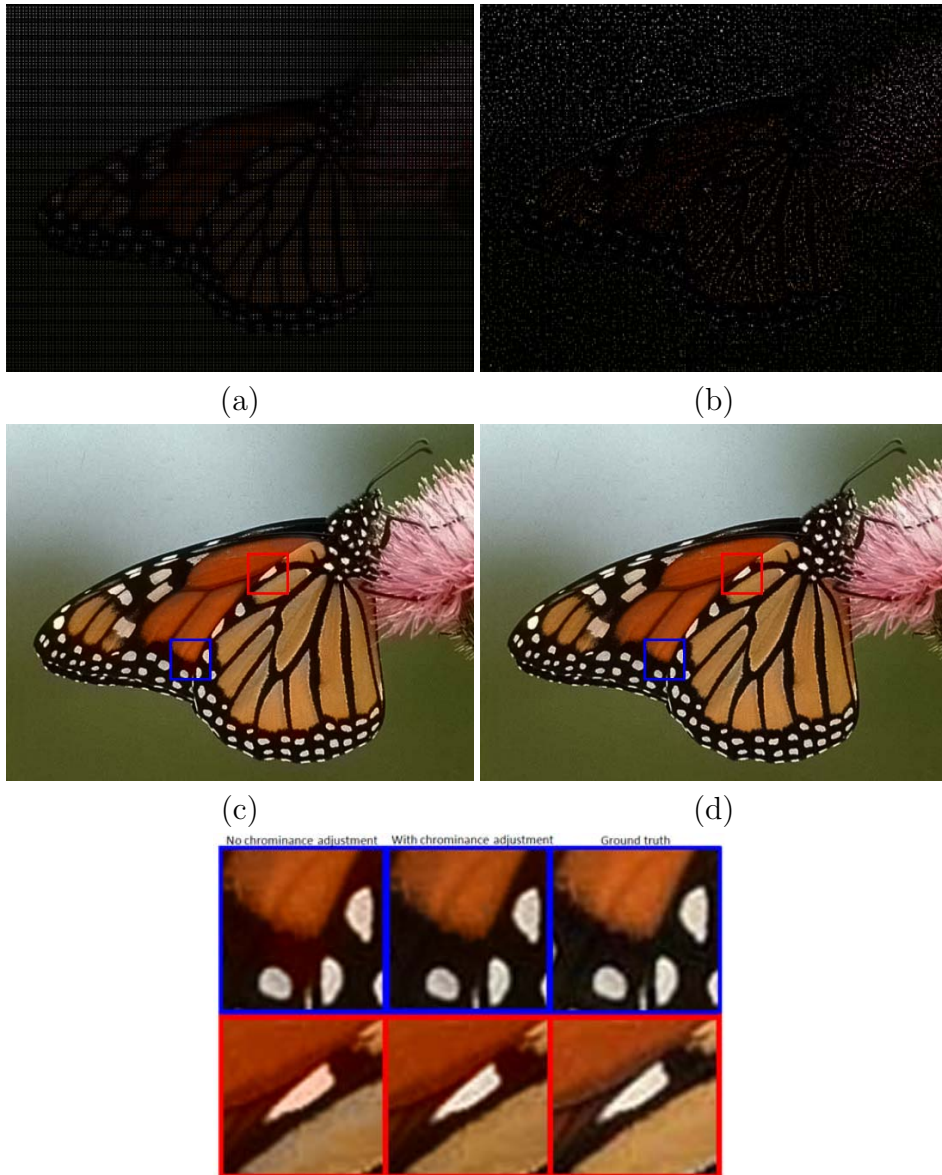 (a) (b)
(c) (d)
No chrominance adjustment With chrominance adjustment Ground truth